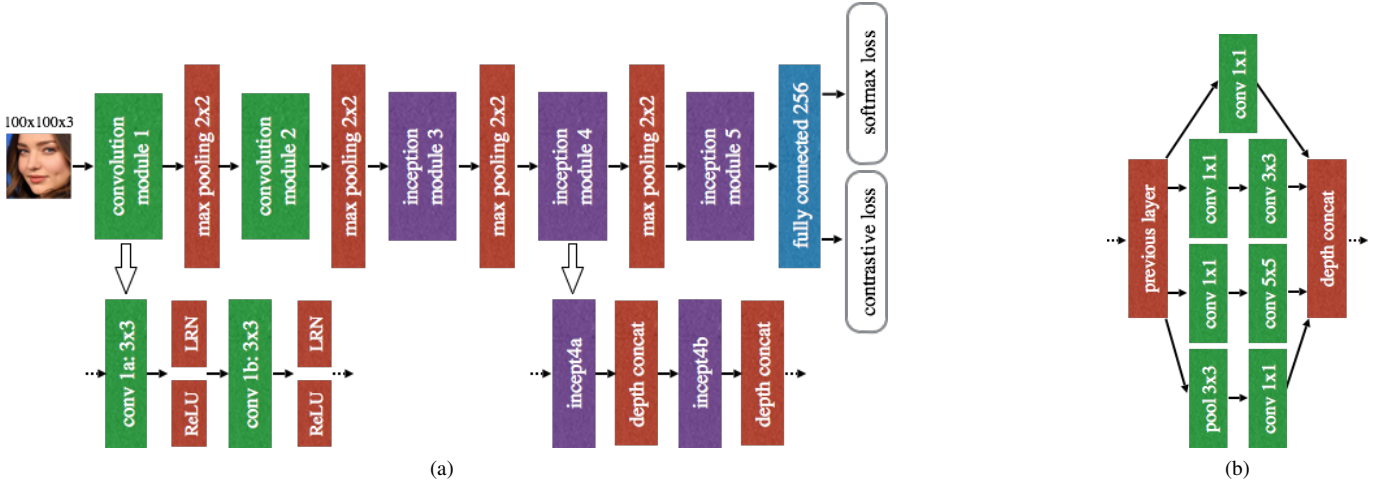 100x100x3
convolution
module 1
max pooling 2x2
convolution
module 2
max pooling 2x2
inception
module 3
max pooling 2x2
inception
module 4
max pooling 2x2
inception
module 5
fully connected 256
softmax loss
contrastive loss
conv 1a: 3x3
LRN
ReLU
conv 1b: 3x3
LRN
ReLU
incept4a
depth concat
incept4b
depth concat
(a)
previous layer
conv 1x1
conv 1x1
conv 3x3
conv 1x1
conv 5x5
pool 3x3
conv 1x1
depth concat
(b)